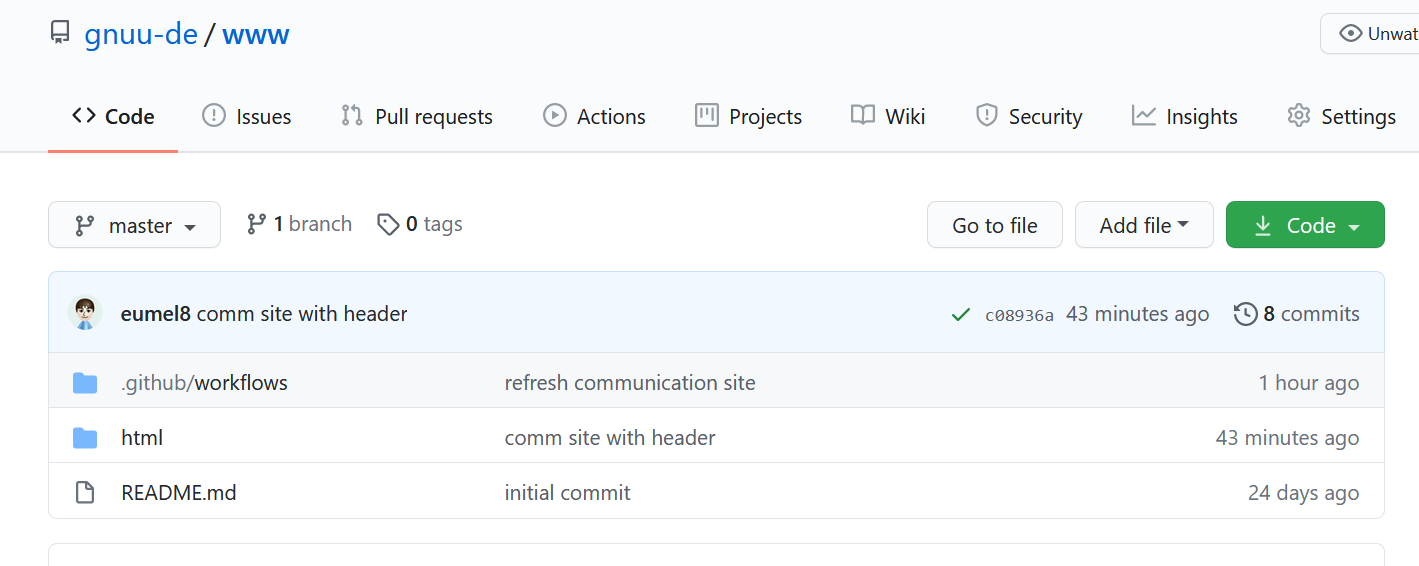 gnuu-de / www
Unwat
Code Issues Pull requests Actions Projects Wiki Security Insights Settings
master 1 branch 0 tags Go to file Add file Code
eumel8 comm site with header c08936a 43 minutes ago 8 commits
.github/workflows refresh communication site 1 hour ago
html comm site with header 43 minutes ago
README.md initial commit 24 days ago